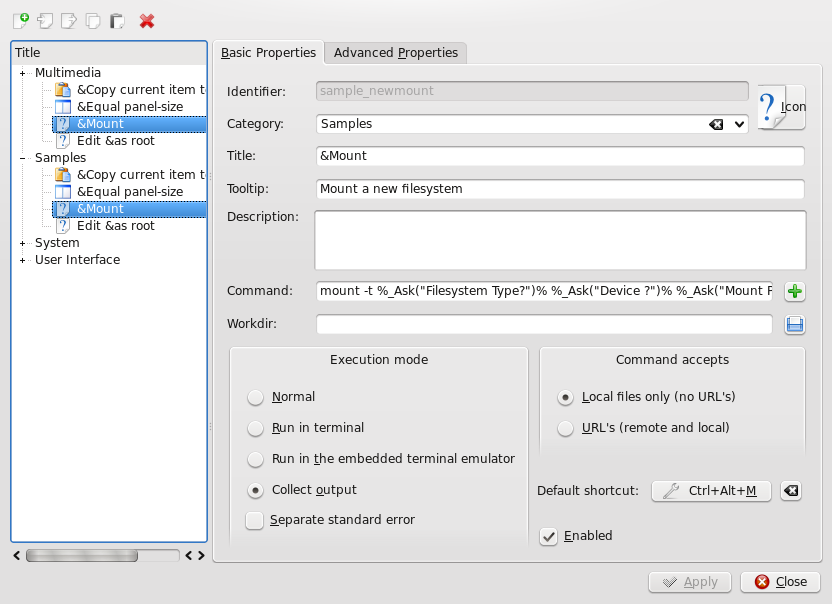 Title
Multimedia
&Copy current item t
&Equal panel-size
&Mount
Edit &as root
Samples
&Copy current item t
&Equal panel-size
&Mount
Edit &as root
System
User Interface
Basic Properties
Advanced Properties
Identifier: sample_newmount
Icon
Category: Samples
Title: &Mount
Tooltip: Mount a new filesystem
Description:
Command: mount -t %_Ask("Filesystem Type?")% %_Ask("Device ?")% %_Ask("Mount P
Workdir:
Execution mode
Normal
Run in terminal
Run in the embedded terminal emulator
Collect output
Separate standard error
Command accepts
Local files only (no URL's)
URL's (remote and local)
Default shortcut: Ctrl+Alt+M
Enabled
Apply
Close